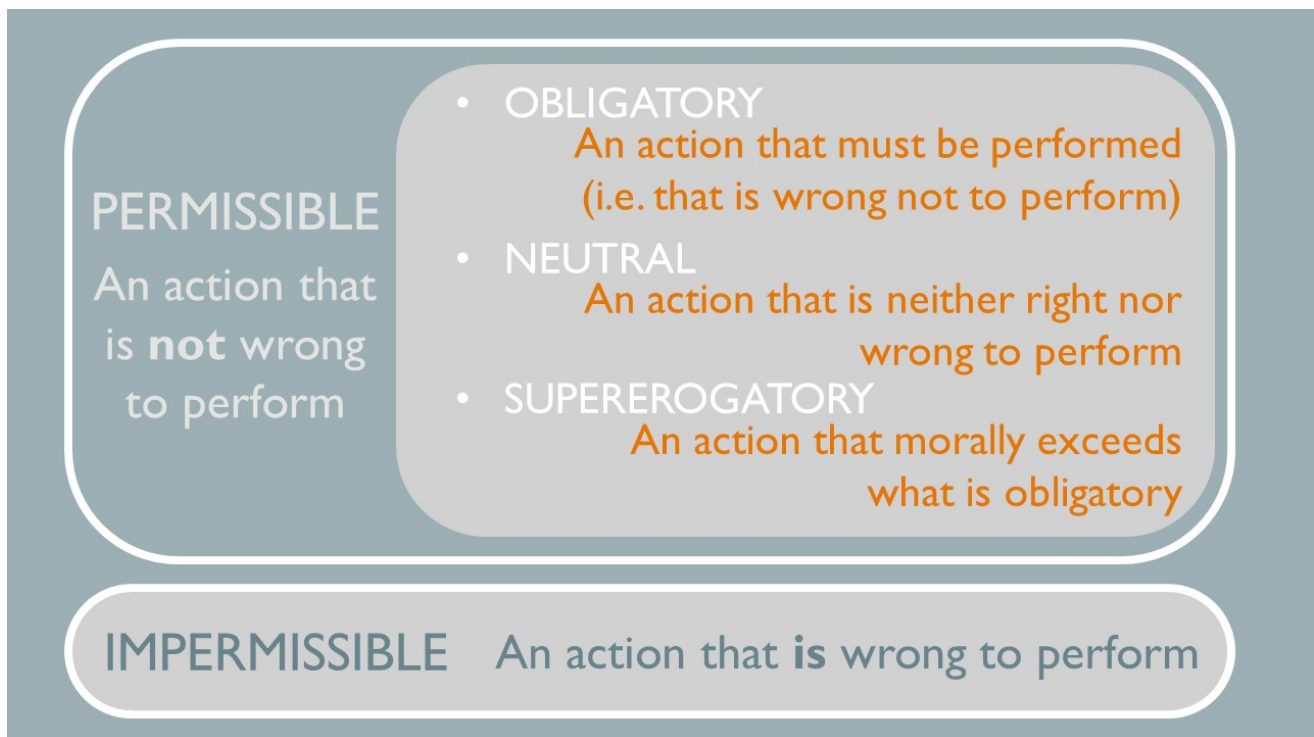 PERMISSIBLE
An action that
is not wrong
to perform
• OBLIGATORY
An action that must be performed
(i.e. that is wrong not to perform)
• NEUTRAL
An action that is neither right nor
wrong to perform
• SUPEREROGATORY
An action that morally exceeds
what is obligatory
IMPERMISSIBLE An action that is wrong to perform